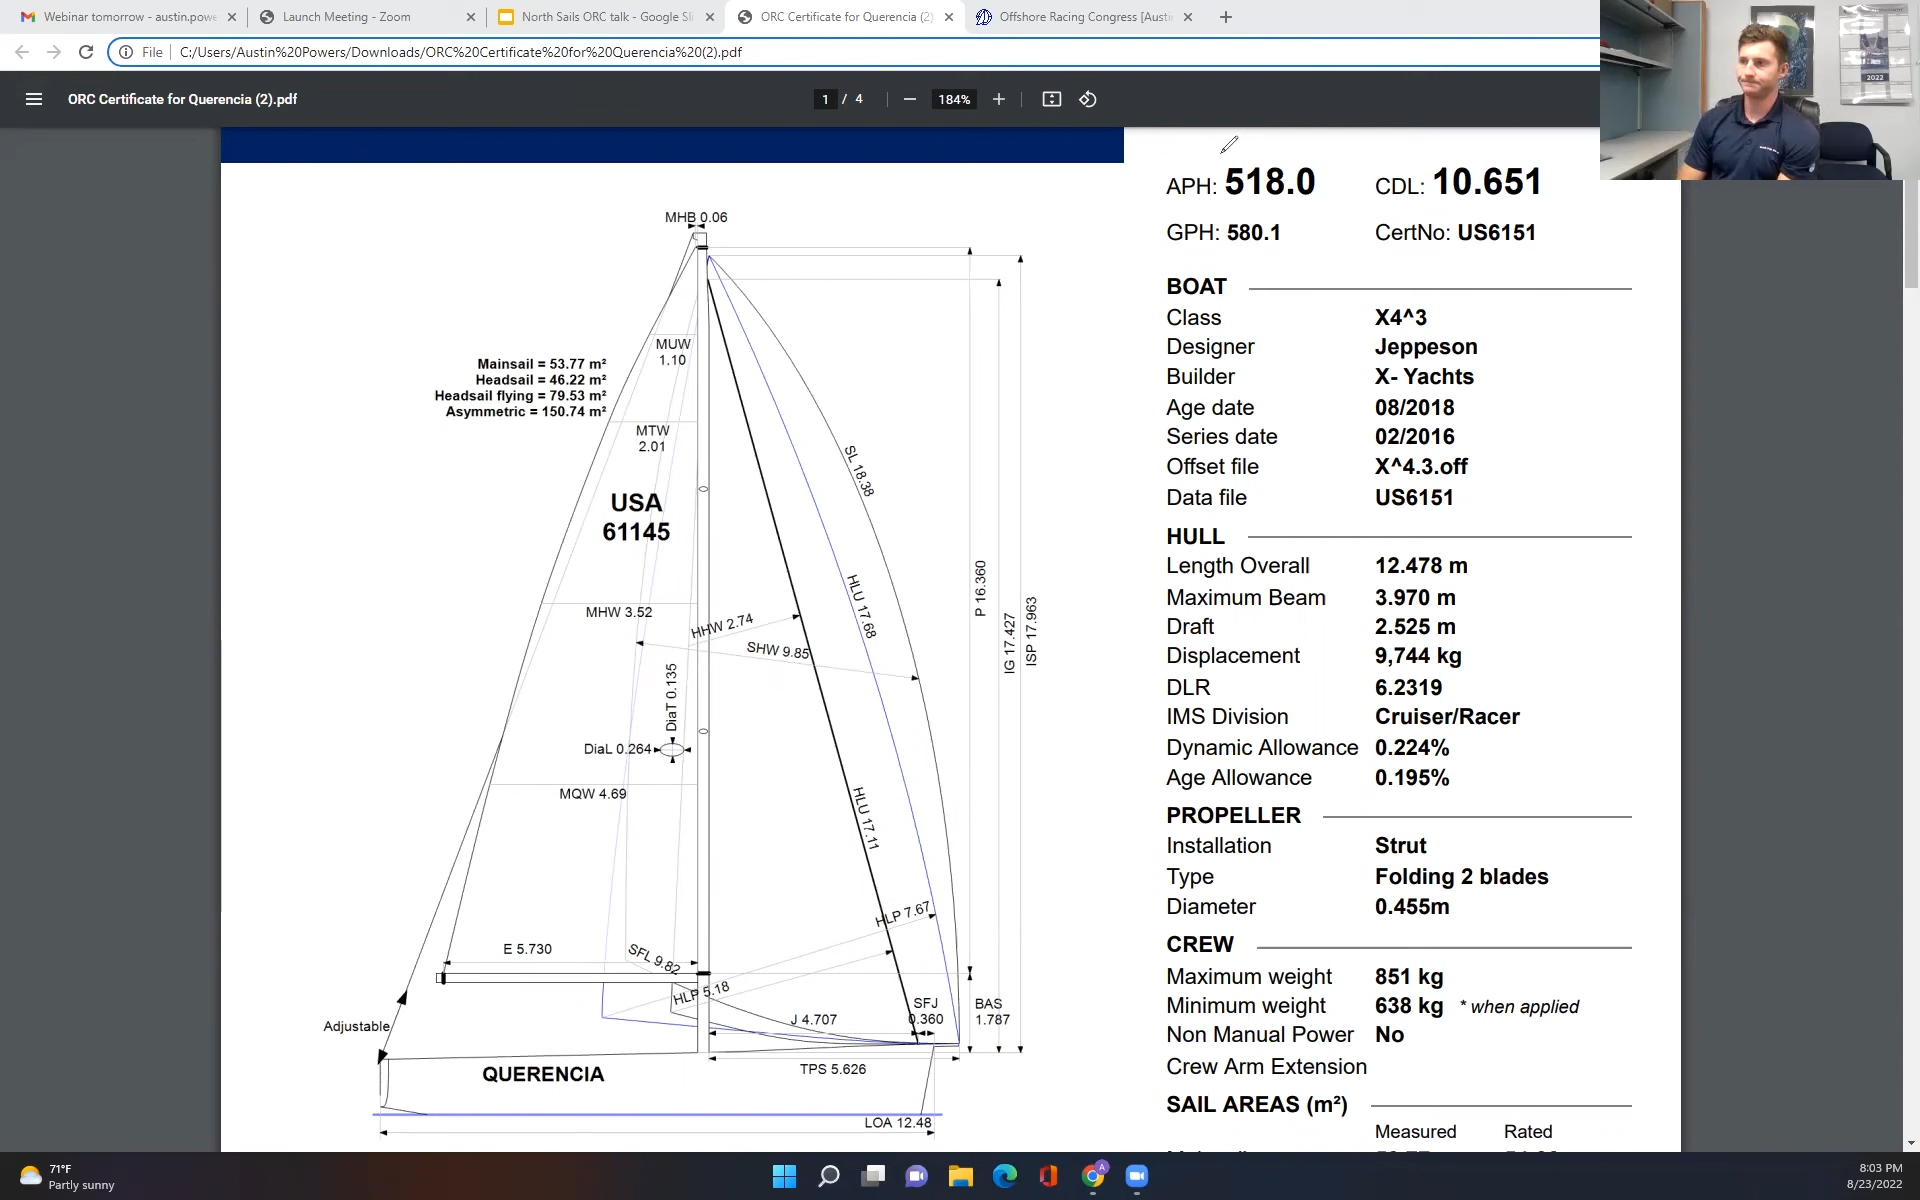 Webinar tomorrow - austin.powe
Launch Meeting - Zoom
North Sails ORC talk - Google Sli
ORC Certificate for Querencia (2)
Offshore Racing Congress [Austi
File
C:/Users/Austin%20Powers/Downloads/ORC%20Certificate%20for%20Querencia%20(2).pdf
ORC Certificate for Querencia (2).pdf
1 / 4
184%
2022
APH: 518.0 CDL: 10.651
GPH: 580.1 CertNo: US6151
MHB 0.06
MUW
1.10
Mainsail = 53.77 m²
Headsail = 46.22 m²
Headsail flying = 79.53 m²
Asymmetric = 150.74 m²
MTW
2.01
SL 18.38
USA
61145
P 16.360
IG 17.427
ISP 17.963
HLU 17.68
MHW 3.52
HHW 2.74
SHW 9.85
DiaT 0.135
DiaL 0.264
MQW 4.69
HLU 17.11
HLP 7.67
E 5.730
SFL 9.82
HLP 5.18
J 4.707
SFJ
0.360
BAS
1.787
Adjustable
TPS 5.626
QUERENCIA
LOA 12.48
BOAT
Class X4^3
Designer Jeppeson
Builder X- Yachts
Age date 08/2018
Series date 02/2016
Offset file X^4.3.off
Data file US6151
HULL
Length Overall 12.478 m
Maximum Beam 3.970 m
Draft 2.525 m
Displacement 9,744 kg
DLR 6.2319
IMS Division Cruiser/Racer
Dynamic Allowance 0.224%
Age Allowance 0.195%
PROPELLER
Installation Strut
Type Folding 2 blades
Diameter 0.455m
CREW
Maximum weight 851 kg
Minimum weight 638 kg * when applied
Non Manual Power No
Crew Arm Extension
SAIL AREAS (m²)
Measured Rated
71°F
Partly sunny
A
8:03 PM
8/23/2022